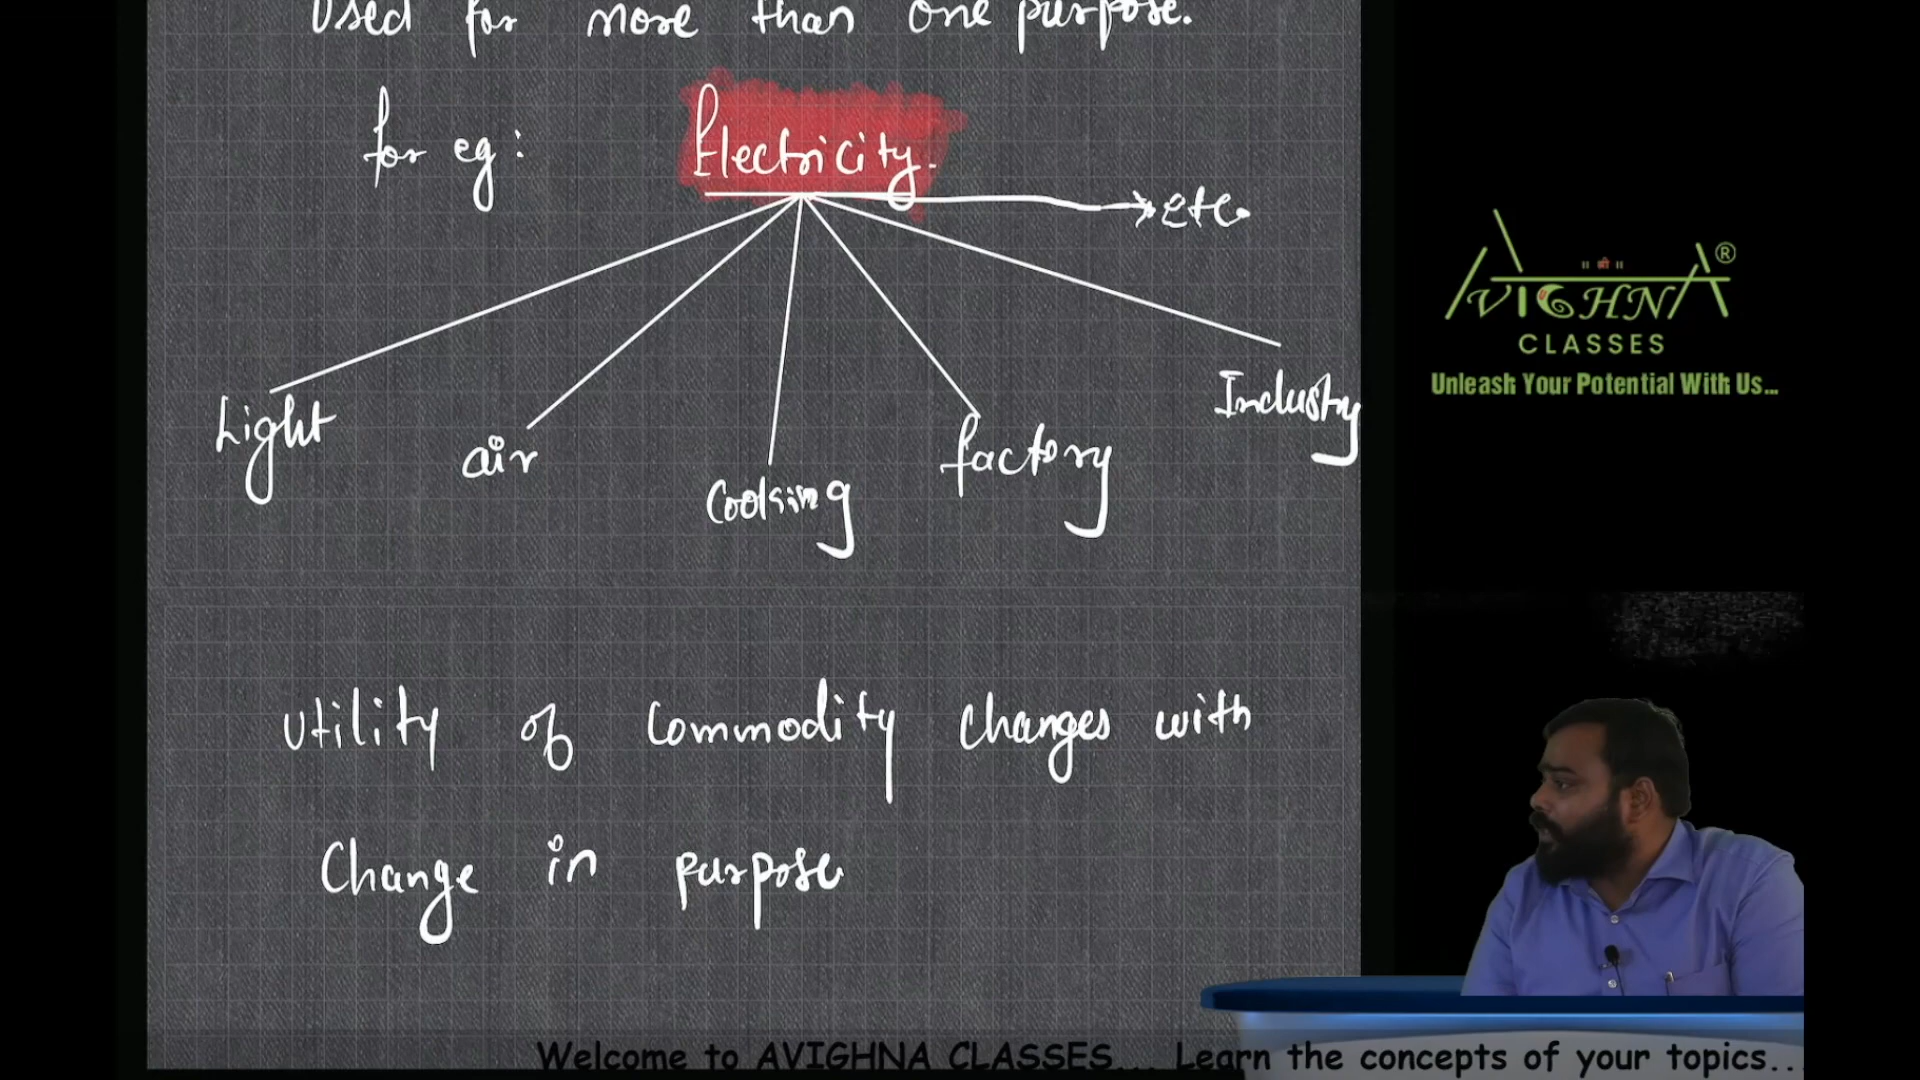 Used for more than one purpose.
for eg: Electricity.
→ etc.
Light
air
Cooking
factory
Industry
utility of Commodity changes with
Change in purpose
AVIGHNA ®
CLASSES
Unleash Your Potential With Us...
Welcome to AVIGHNA CLASSES... Learn the concepts of your topics...